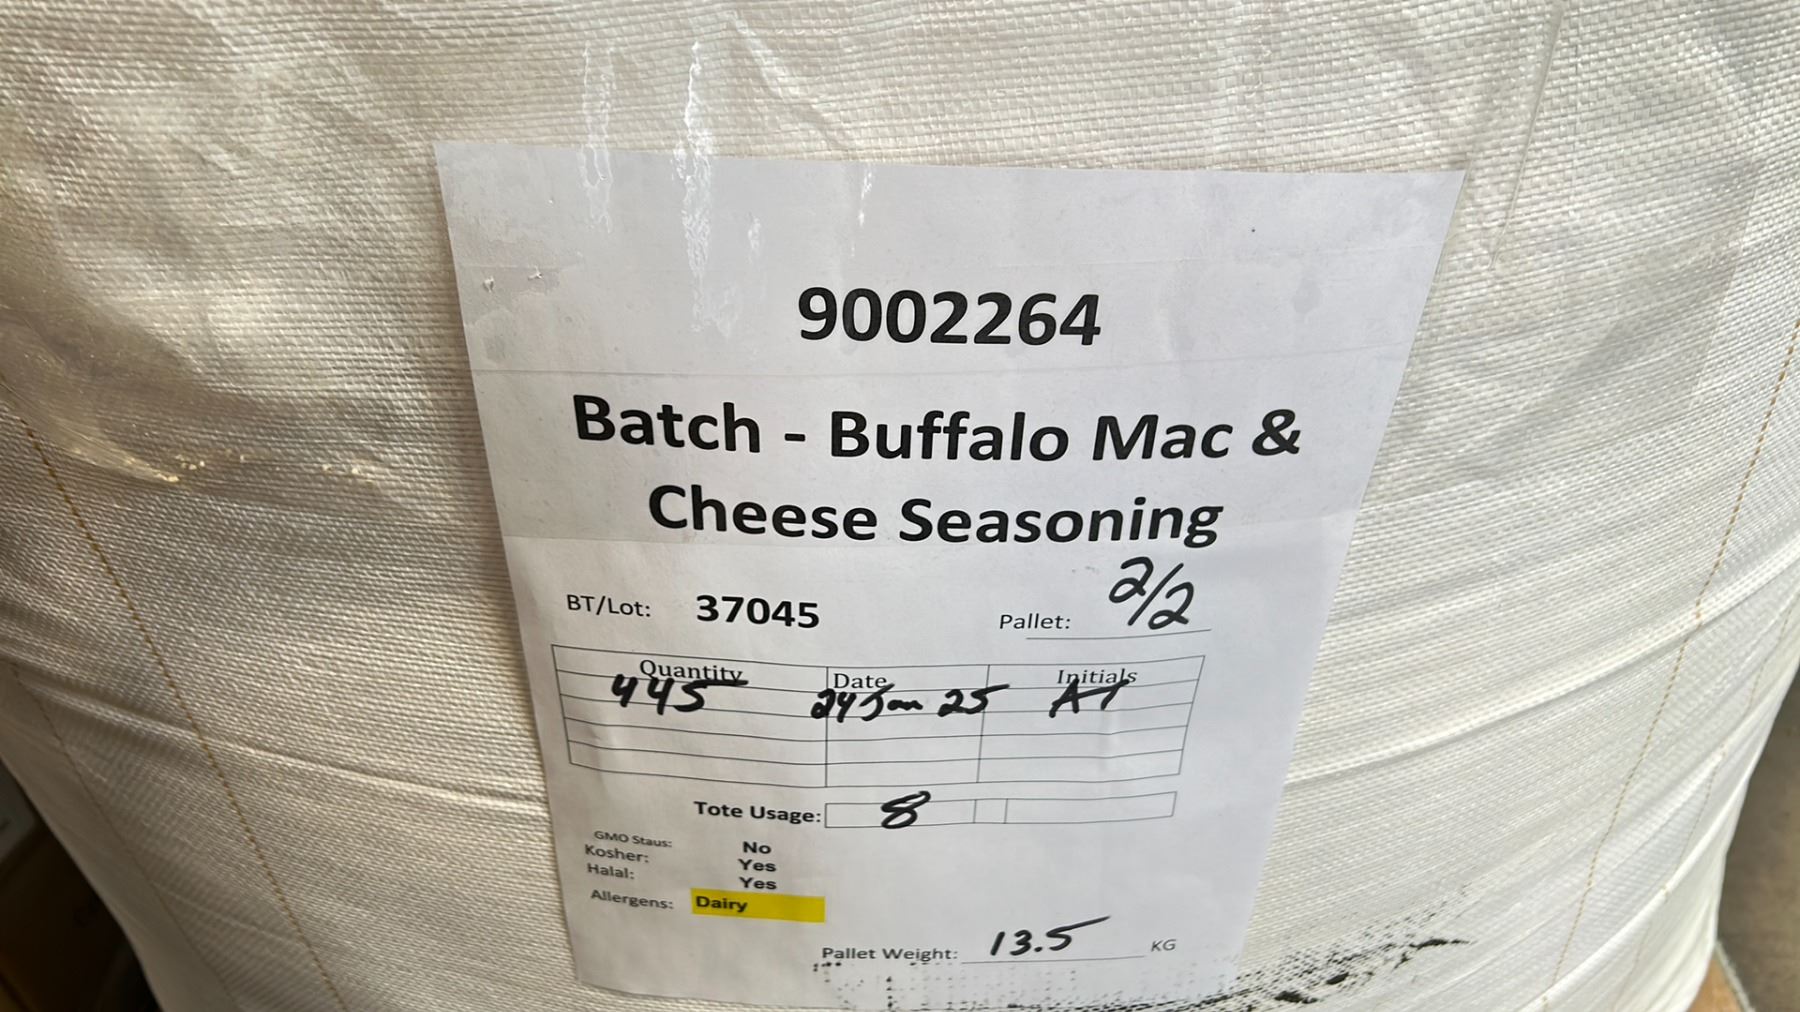 9002264
Batch - Buffalo Mac &
Cheese Seasoning
BT/Lot: 37045 Pallet: 2/2
Quantity Date Initials
445 24 Jan 25 AT
Tote Usage: 8
GMO Staus: No
Kosher: Yes
Halal: Yes
Allergens: Dairy
Pallet Weight: 13.5 KG